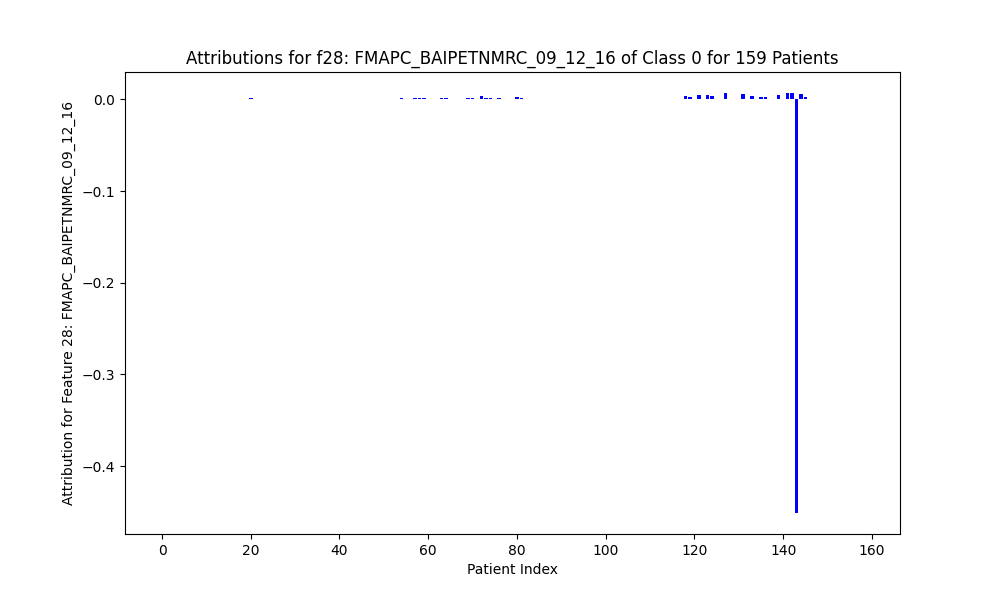 Attributions for f28: FMAPC_BAIPETNMRC_09_12_16 of Class 0 for 159 Patients
Attribution for Feature 28: FMAPC_BAIPETNMRC_09_12_16
0.0
−0.1
−0.2
−0.3
−0.4
0 20 40 60 80 100 120 140 160
Patient Index